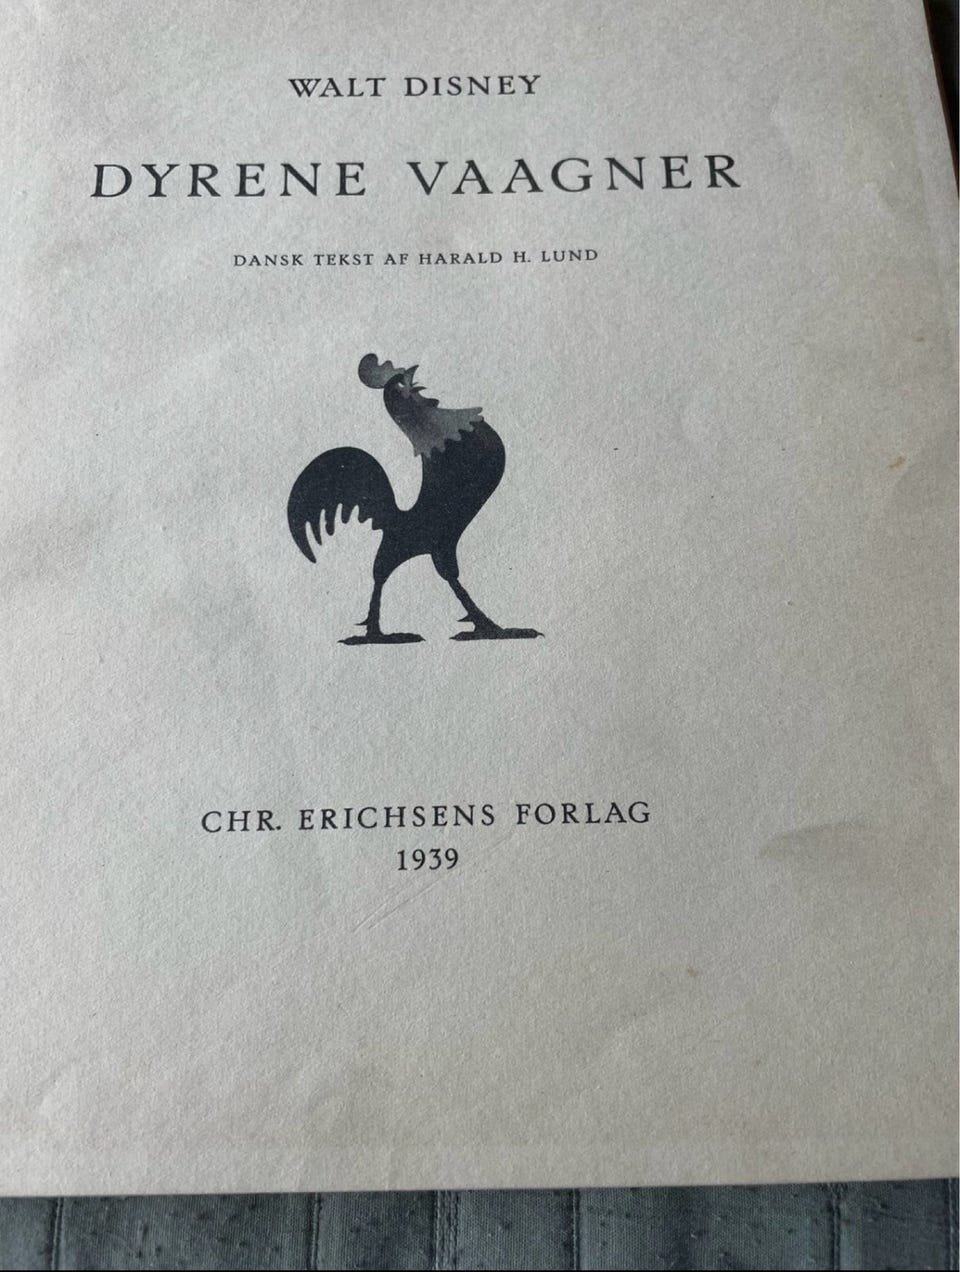 WALT DISNEY
DYRENE VAAGNER
DANSK TEKST AF HARALD H. LUND
CHR. ERICHSENS FORLAG
1939